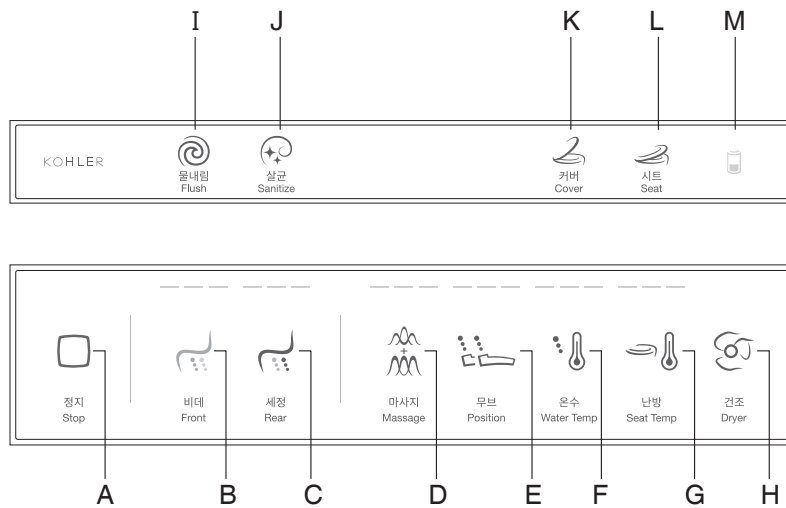 I J K L M
KOHLER
물내림 살균 커버 시트
Flush Sanitize Cover Seat
정지 비데 세정 마사지 무브 온수 난방 건조
Stop Front Rear Massage Position Water Temp Seat Temp Dryer
A B C D E F G H